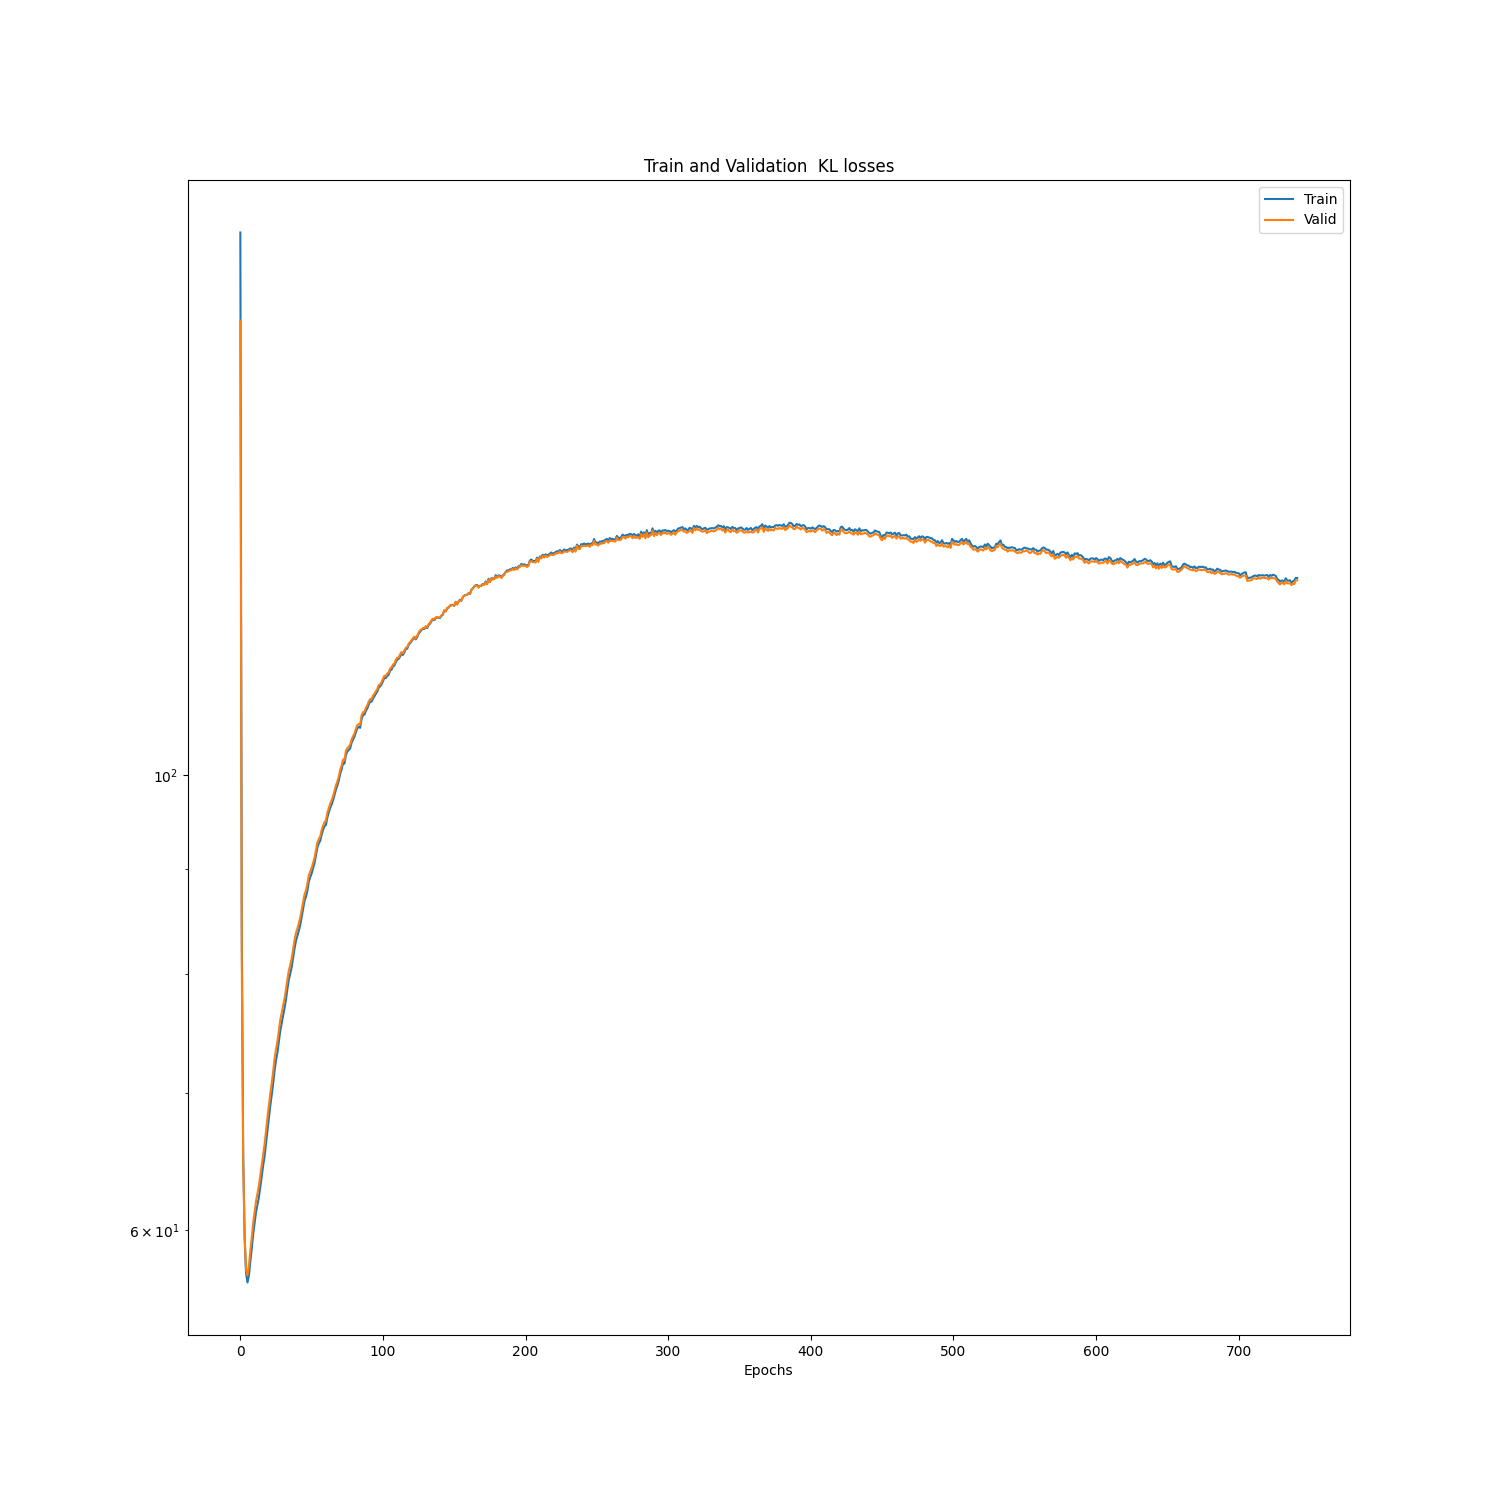 Train and Validation  KL losses
Train
Valid
10²
6 × 10¹
0 100 200 300 400 500 600 700
Epochs